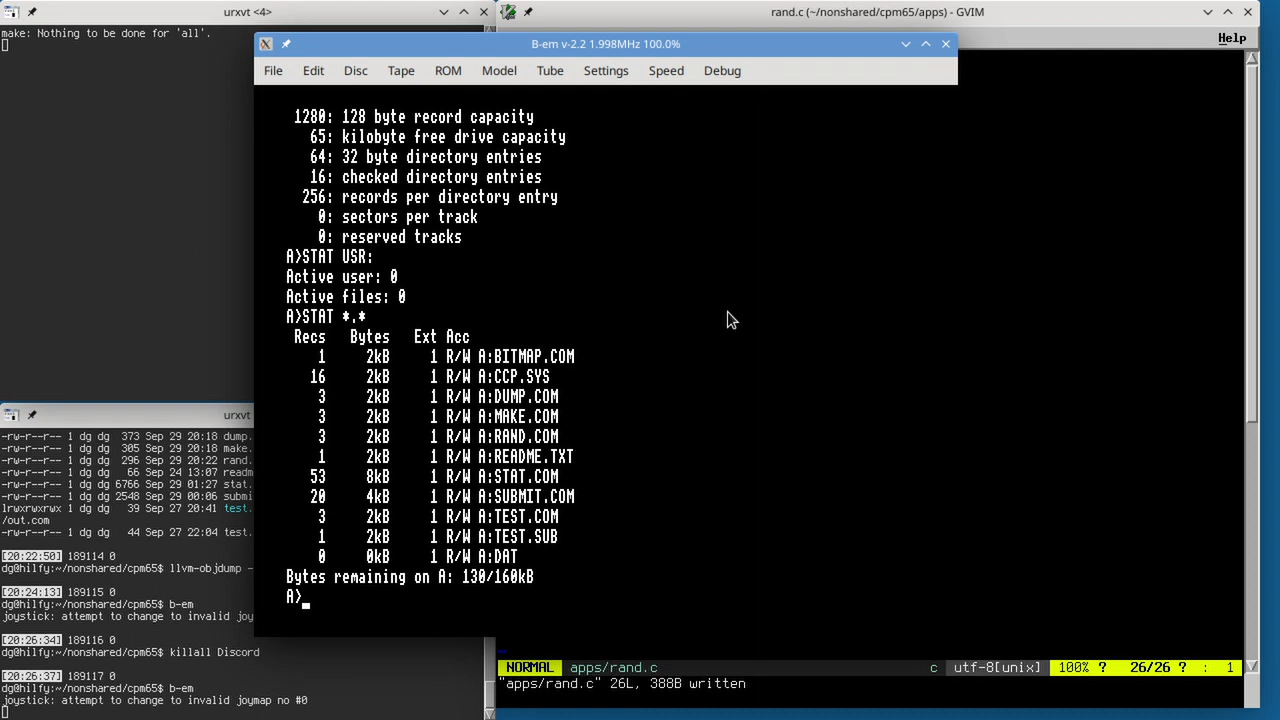 urxvt <4>
make: Nothing to be done for 'all'.
rand.c (~/nonshared/cpm65/apps) - GVIM
Help
B-em v-2.2 1.998MHz 100.0%
File Edit Disc Tape ROM Model Tube Settings Speed Debug
1280: 128 byte record capacity
65: kilobyte free drive capacity
64: 32 byte directory entries
16: checked directory entries
256: records per directory entry
0: sectors per track
0: reserved tracks
A>STAT USR:
Active user: 0
Active files: 0
A>STAT *.*
Recs Bytes Ext Acc
1 2kB 1 R/W A:BITMAP.COM
16 2kB 1 R/W A:CCP.SYS
3 2kB 1 R/W A:DUMP.COM
3 2kB 1 R/W A:MAKE.COM
3 2kB 1 R/W A:RAND.COM
1 2kB 1 R/W A:README.TXT
53 8kB 1 R/W A:STAT.COM
20 4kB 1 R/W A:SUBMIT.COM
3 2kB 1 R/W A:TEST.COM
1 2kB 1 R/W A:TEST.SUB
0 0kB 1 R/W A:DAT
Bytes remaining on A: 130/160kB
A>
urxvt
-rw-r--r-- 1 dg dg 373 Sep 29 20:18 dump.
-rw-r--r-- 1 dg dg 305 Sep 29 20:18 make.
-rw-r--r-- 1 dg dg 296 Sep 29 20:22 rand.
-rw-r--r-- 1 dg dg 66 Sep 24 13:07 readm
-rw-r--r-- 1 dg dg 6766 Sep 29 01:27 stat.
-rw-r--r-- 1 dg dg 2548 Sep 29 00:06 submi
lrwxrwxrwx 1 dg dg 39 Sep 27 20:41 test.
/out.com
-rw-r--r-- 1 dg dg 44 Sep 27 22:04 test.
[20:22:50] 189114 0
dg@hilfy:~/nonshared/cpm65$ llvm-objdump -
[20:24:13] 189115 0
dg@hilfy:~/nonshared/cpm65$ b-em
joystick: attempt to change to invalid joy
[20:26:34] 189116 0
dg@hilfy:~/nonshared/cpm65$ killall Discord
[20:26:37] 189117 0
dg@hilfy:~/nonshared/cpm65$ b-em
joystick: attempt to change to invalid joymap no #0
NORMAL apps/rand.c c utf-8[unix] 100% ? 26/26 ? : 1
"apps/rand.c" 26L, 388B written